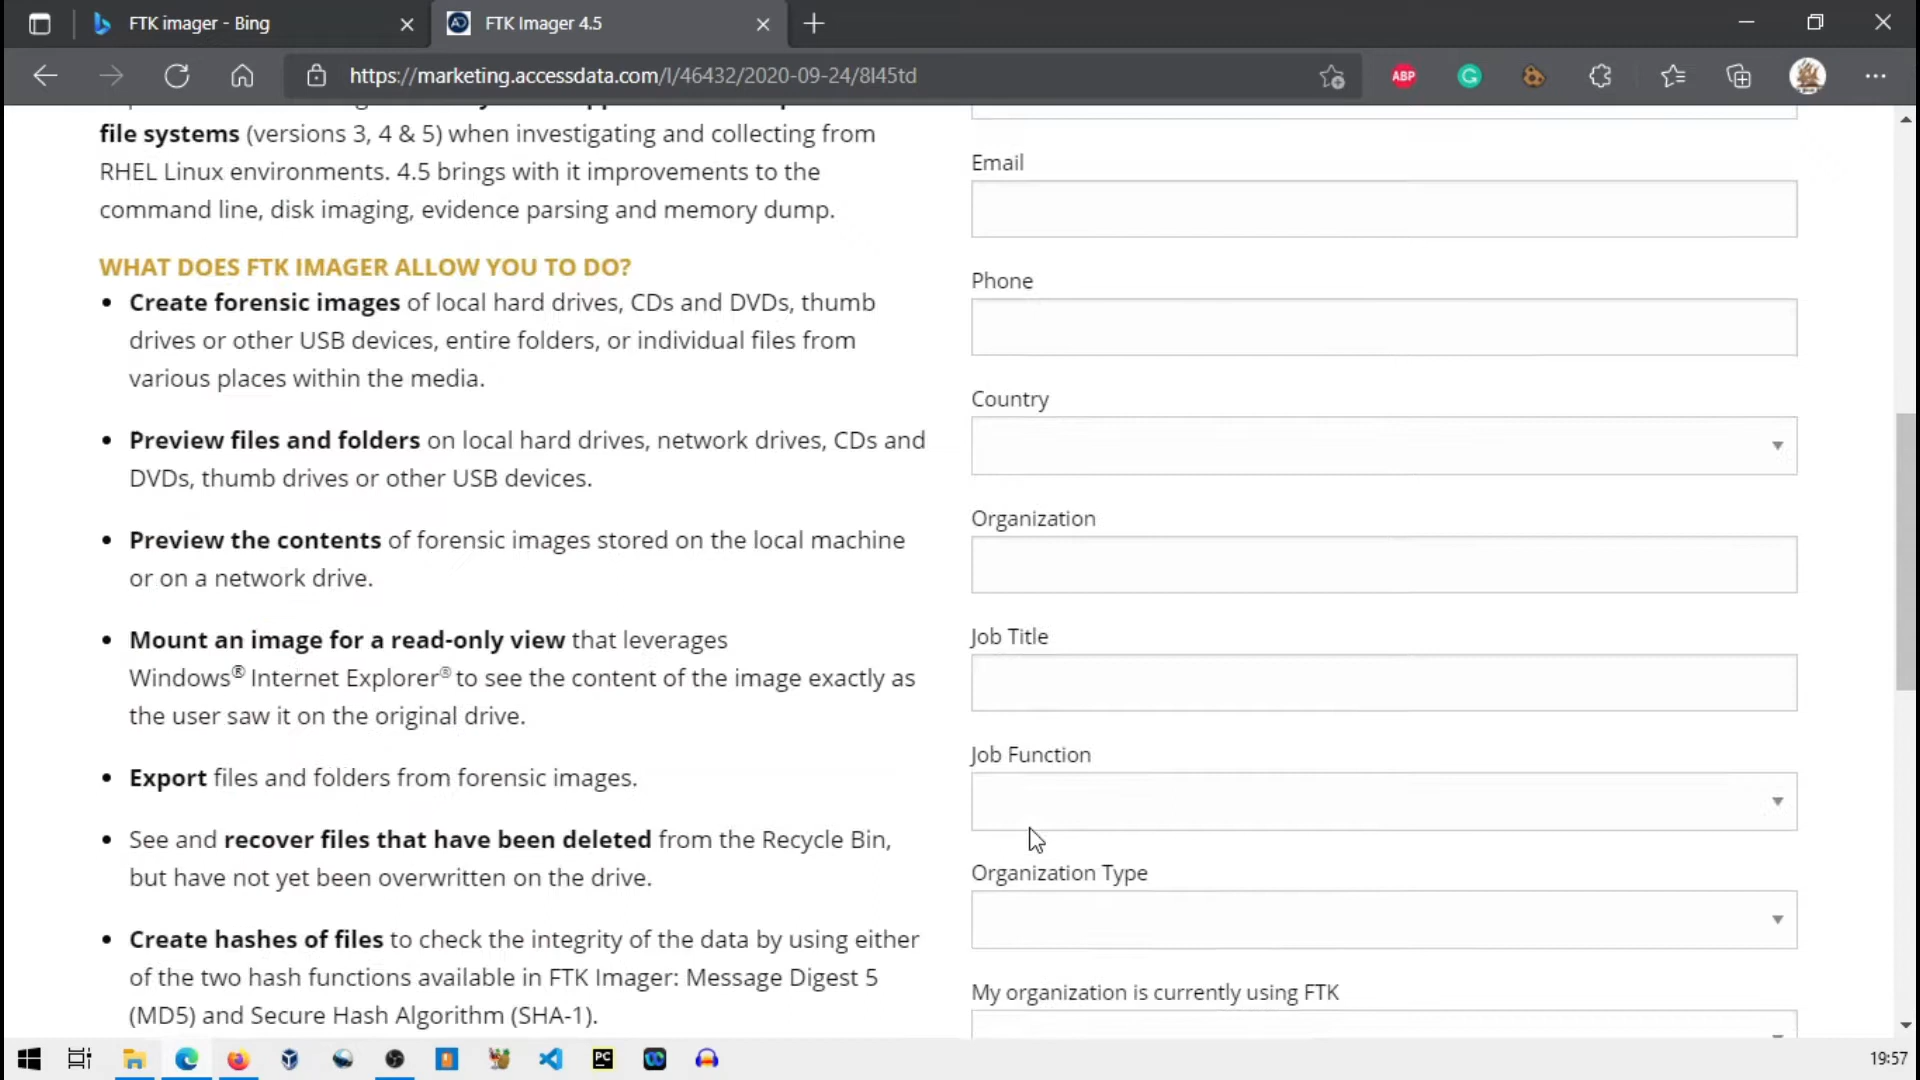 FTK imager - Bing
FTK Imager 4.5
https://marketing.accessdata.com/l/46432/2020-09-24/8l45td
ABP
file systems (versions 3, 4 & 5) when investigating and collecting from
RHEL Linux environments. 4.5 brings with it improvements to the
command line, disk imaging, evidence parsing and memory dump.
WHAT DOES FTK IMAGER ALLOW YOU TO DO?
• Create forensic images of local hard drives, CDs and DVDs, thumb
drives or other USB devices, entire folders, or individual files from
various places within the media.
• Preview files and folders on local hard drives, network drives, CDs and
DVDs, thumb drives or other USB devices.
• Preview the contents of forensic images stored on the local machine
or on a network drive.
• Mount an image for a read-only view that leverages
Windows® Internet Explorer® to see the content of the image exactly as
the user saw it on the original drive.
• Export files and folders from forensic images.
• See and recover files that have been deleted from the Recycle Bin,
but have not yet been overwritten on the drive.
• Create hashes of files to check the integrity of the data by using either
of the two hash functions available in FTK Imager: Message Digest 5
(MD5) and Secure Hash Algorithm (SHA-1).
Email
Phone
Country
Organization
Job Title
Job Function
Organization Type
My organization is currently using FTK
PC
19:57